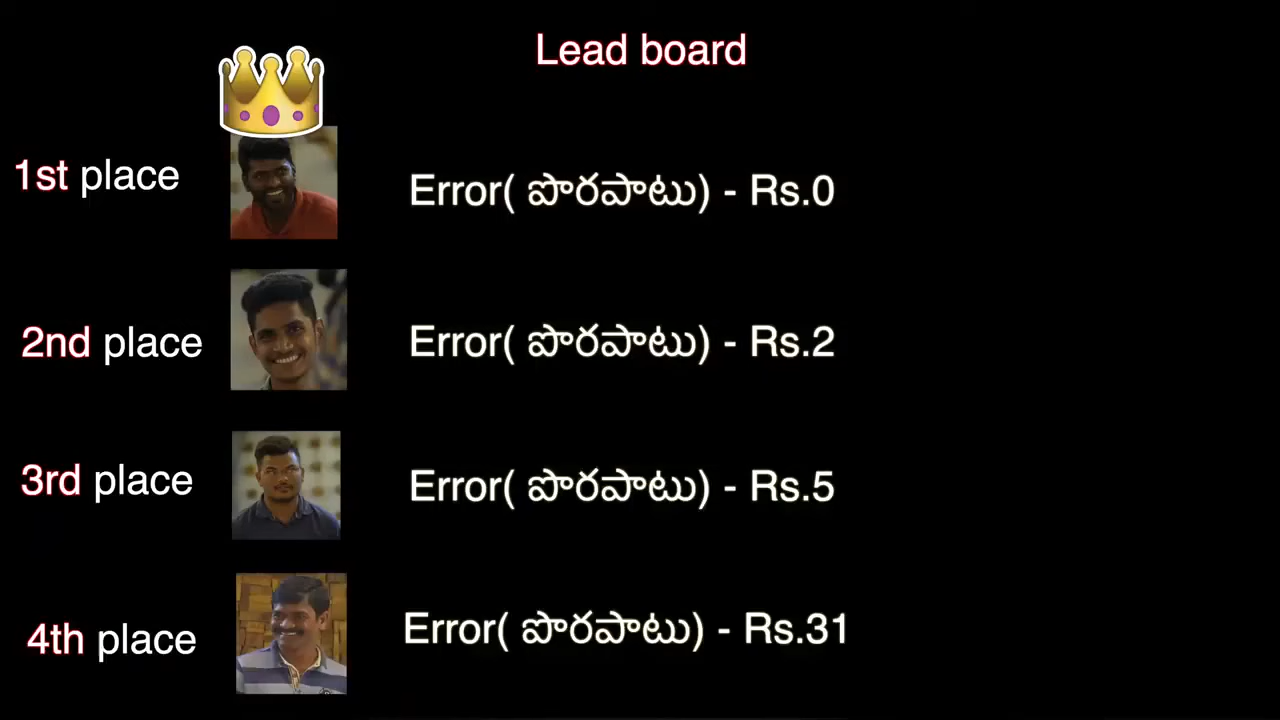 Lead board
1st place
Error( పొరపాటు) - Rs.0
2nd place
Error( పొరపాటు) - Rs.2
3rd place
Error( పొరపాటు) - Rs.5
4th place
Error( పొరపాటు) - Rs.31